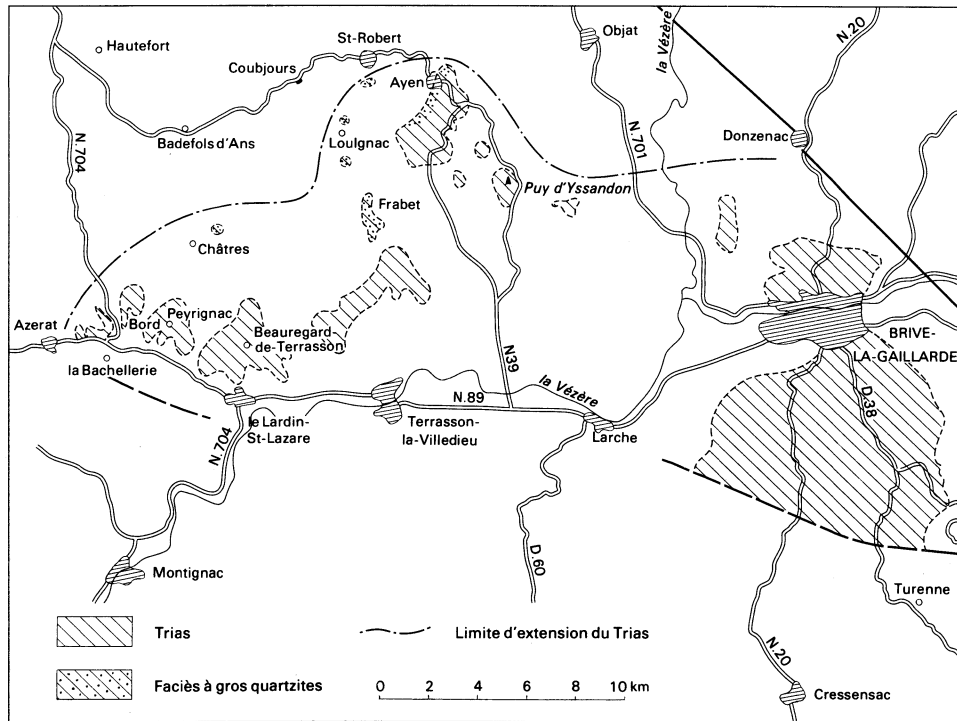 Hautefort
St-Robert
Objat
la Vézère
N.20
Coubjours
Ayen
Badefols d'Ans
Loulgnac
N.704
N.701
Donzenac
Puy d'Yssandon
Frabet
Châtres
Azerat
Bord
Peyrignac
Beauregard-
de-Terrasson
la Bachellerie
N39
BRIVE-
LA-GAILLARDE
la Vézère
N.89
D.38
le Lardin-
St-Lazare
Terrasson-
la-Villedieu
Larche
N.704
D.60
Montignac
Turenne
Trias
Limite d'extension du Trias
Faciès à gros quartzites
0 2 4 6 8 10 km
N.20
Cressensac